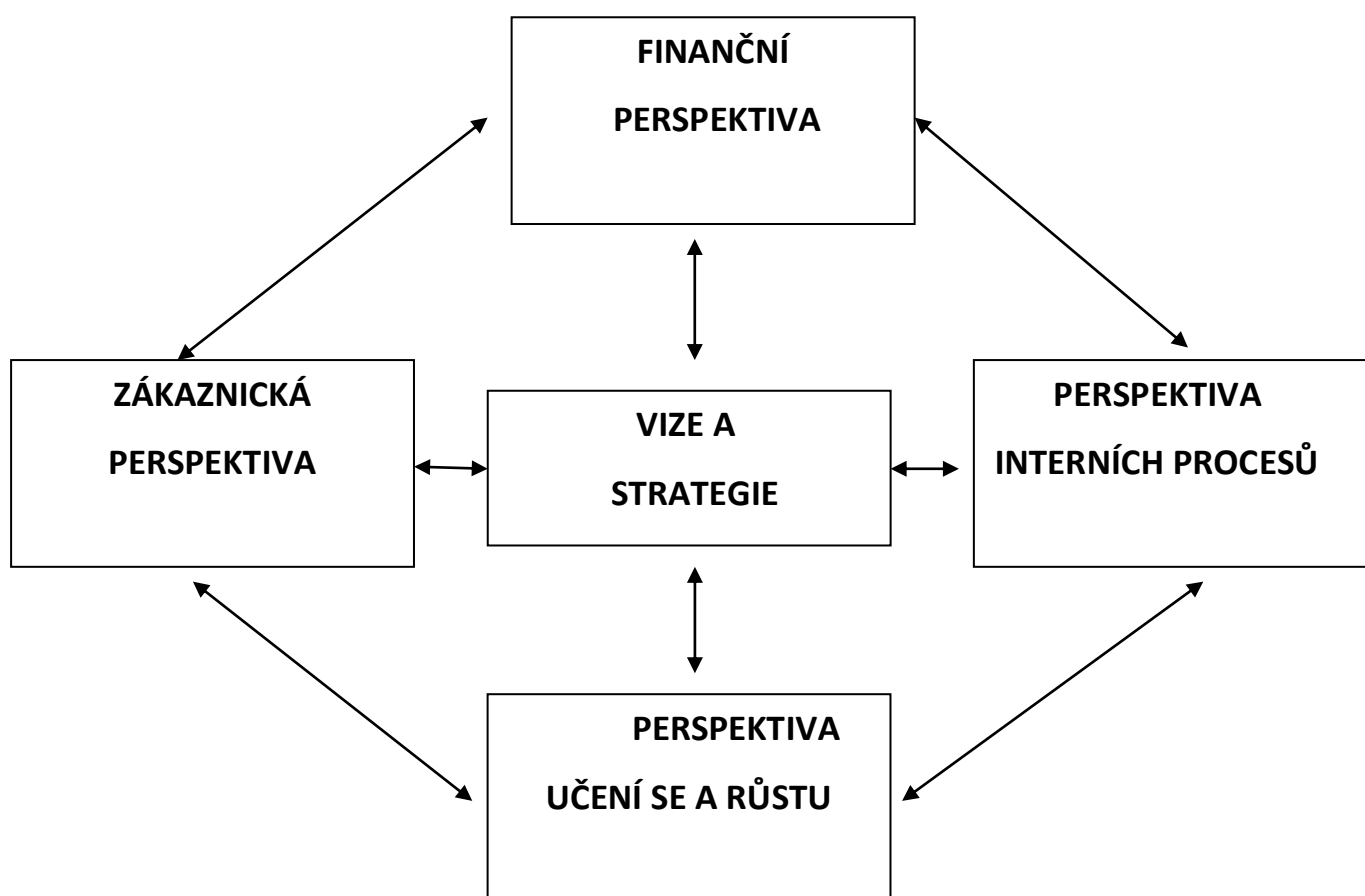 FINANČNÍ
PERSPEKTIVA
ZÁKAZNICKÁ
PERSPEKTIVA
VIZE A
STRATEGIE
PERSPEKTIVA
INTERNÍCH PROCESŮ
PERSPEKTIVA
UČENÍ SE A RŮSTU